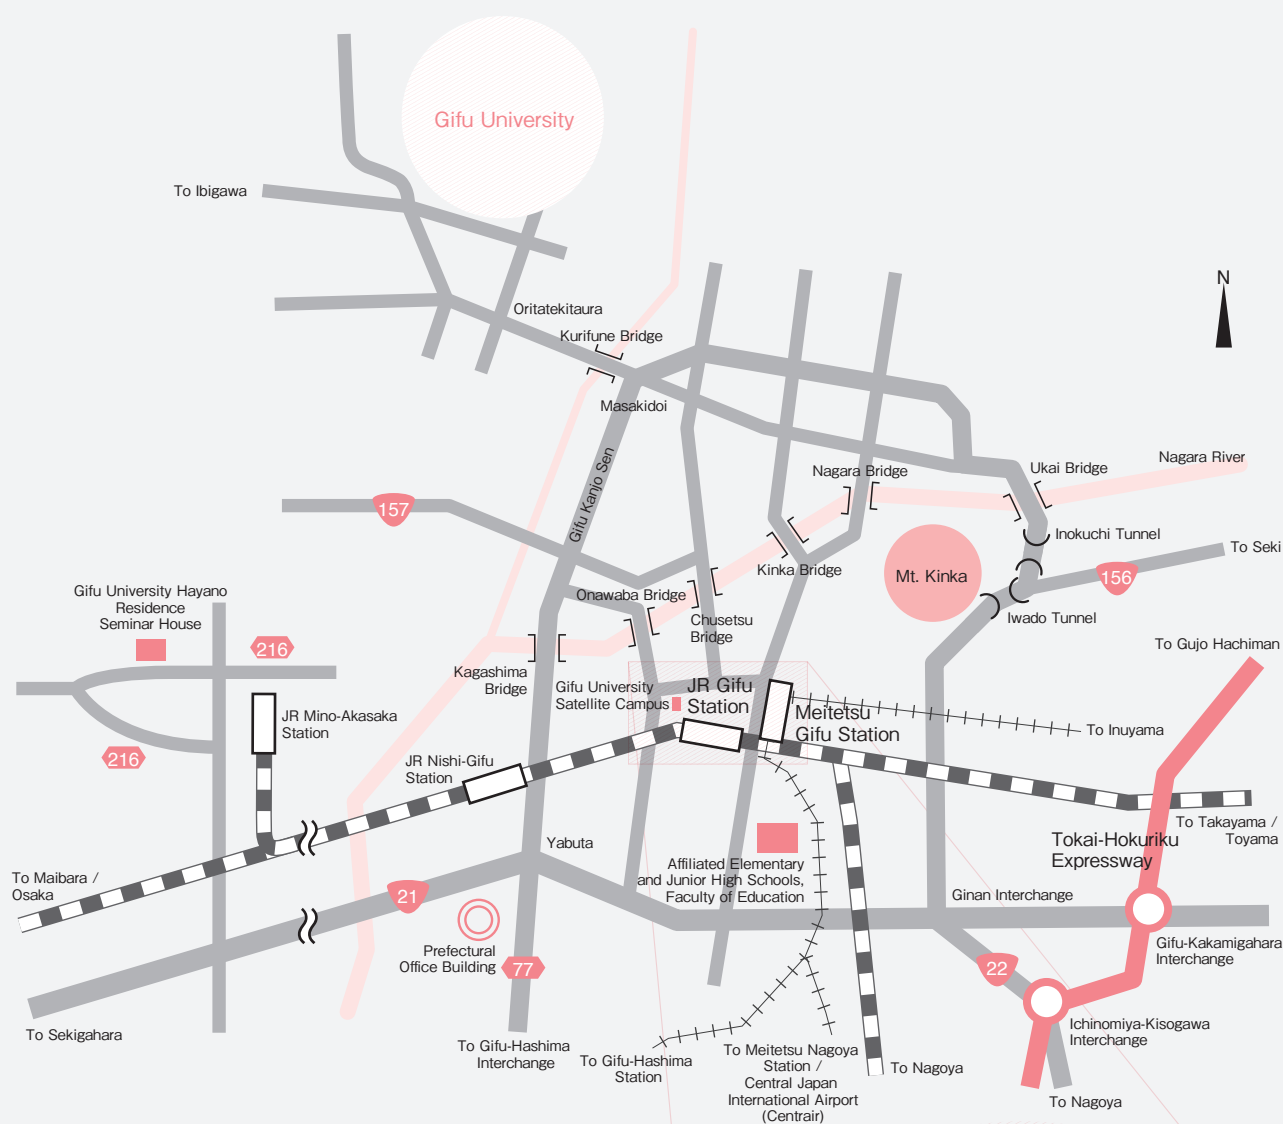 Gifu University
To Ibigawa
N
Oritatekitaura
Kurifune Bridge
Masakidoi
Gifu Kanjo Sen
Nagara River
Ukai Bridge
Nagara Bridge
157
Inokuchi Tunnel
To Seki
Kinka Bridge
Mt. Kinka
156
Gifu University Hayano
Residence
Seminar House
Onawaba Bridge
Chusetsu
Bridge
Iwado Tunnel
216
To Gujo Hachiman
Kagashima
Bridge
Gifu University
Satellite Campus
JR Gifu
Station
JR Mino-Akasaka
Station
Meitetsu
Gifu Station
To Inuyama
216
JR Nishi-Gifu
Station
To Takayama /
Toyama
Yabuta
Tokai-Hokuriku
Expressway
Affiliated Elementary
and Junior High Schools,
Faculty of Education
To Maibara /
Osaka
21
Ginan Interchange
Prefectural
Office Building
77
22
Gifu-Kakamigahara
Interchange
To Sekigahara
Ichinomiya-Kisogawa
Interchange
To Gifu-Hashima
Interchange
To Gifu-Hashima
Station
To Meitetsu Nagoya
Station /
Central Japan
International Airport
(Centrair)
To Nagoya
To Nagoya